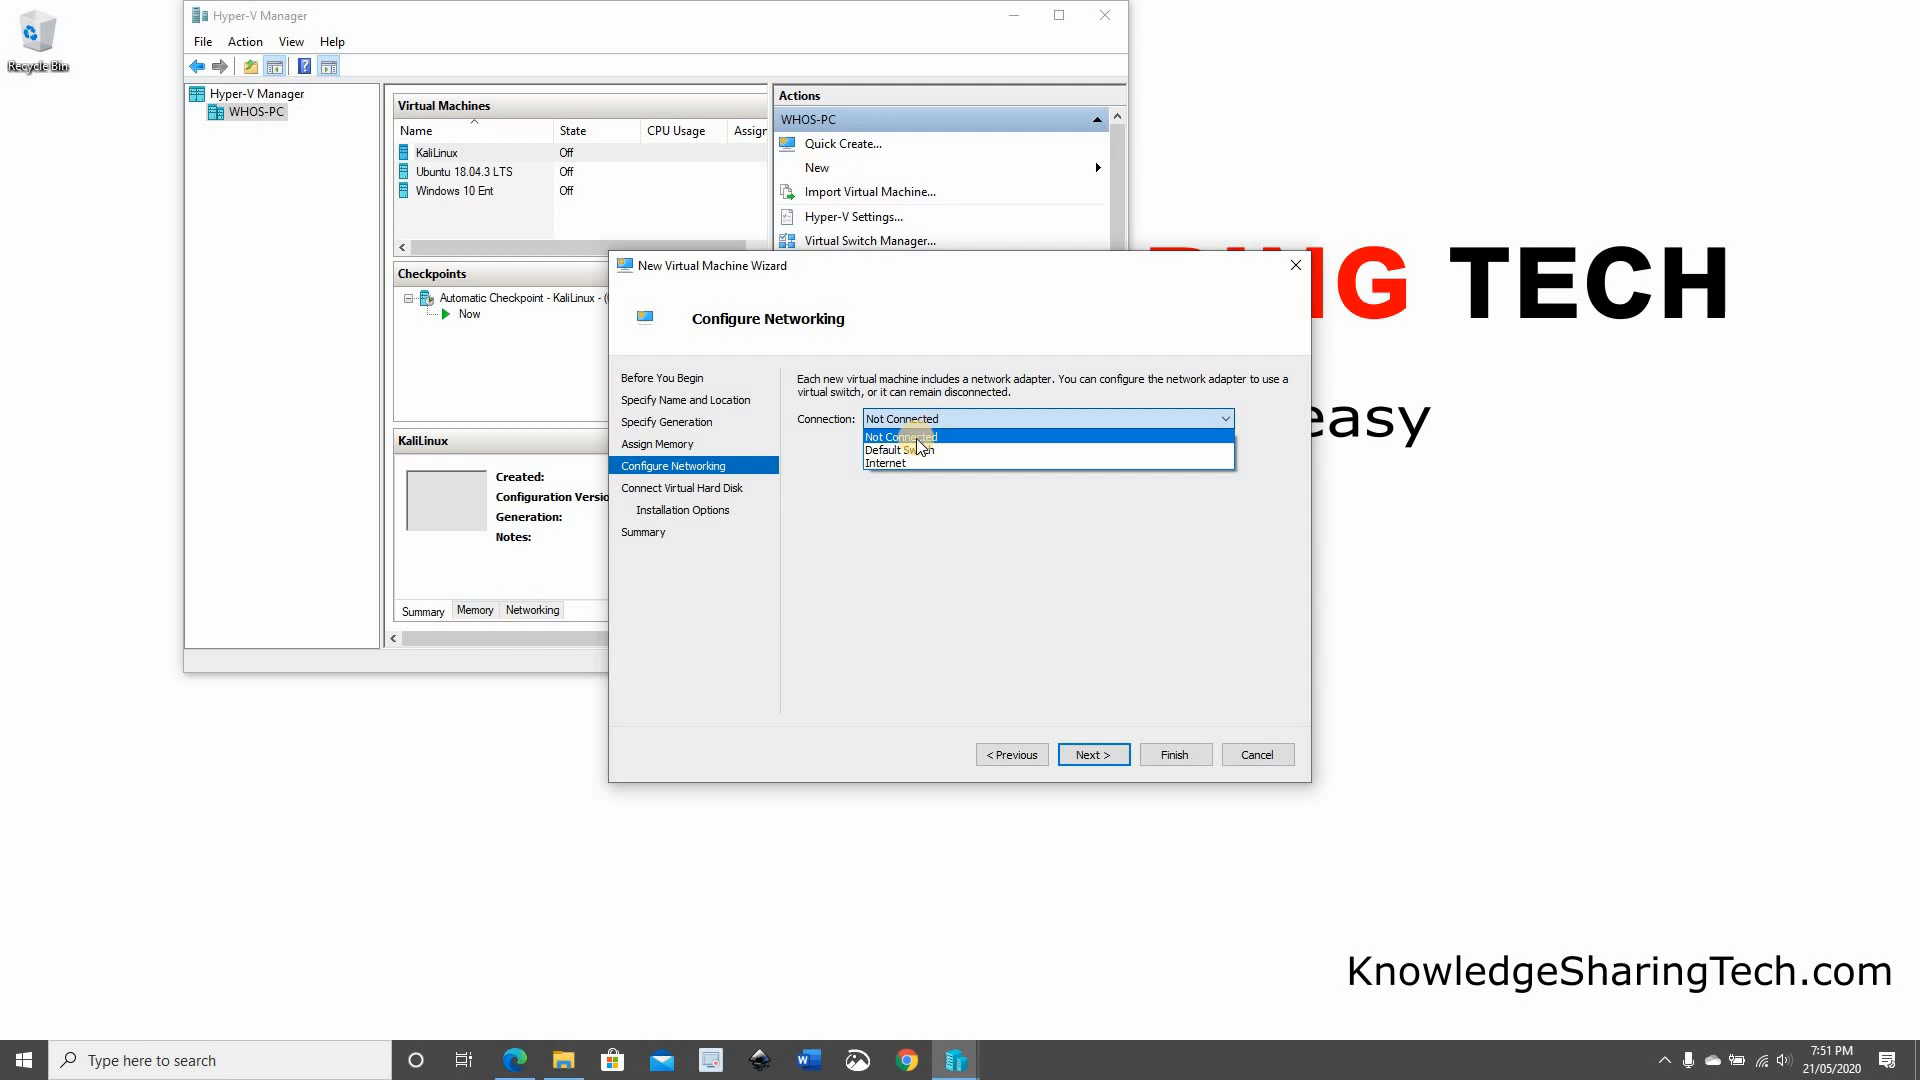 Recycle Bin
Hyper-V Manager
File Action View Help
Hyper-V Manager
WHOS-PC
Virtual Machines
Name State CPU Usage Assign
KaliLinux Off
Ubuntu 18.04.3 LTS Off
Windows 10 Ent Off
Checkpoints
Automatic Checkpoint - KaliLinux - (
Now
KaliLinux
Created:
Configuration Versio
Generation:
Notes:
Summary Memory Networking
Actions
WHOS-PC
Quick Create...
New
Import Virtual Machine...
Hyper-V Settings...
Virtual Switch Manager...
New Virtual Machine Wizard
Configure Networking
Before You Begin
Specify Name and Location
Specify Generation
Assign Memory
Configure Networking
Connect Virtual Hard Disk
Installation Options
Summary
Each new virtual machine includes a network adapter. You can configure the network adapter to use a
virtual switch, or it can remain disconnected.
Connection: Not Connected
Not Connected
Default Switch
Internet
< Previous Next > Finish Cancel
TECH
easy
KnowledgeSharingTech.com
Type here to search
7:51 PM
21/05/2020